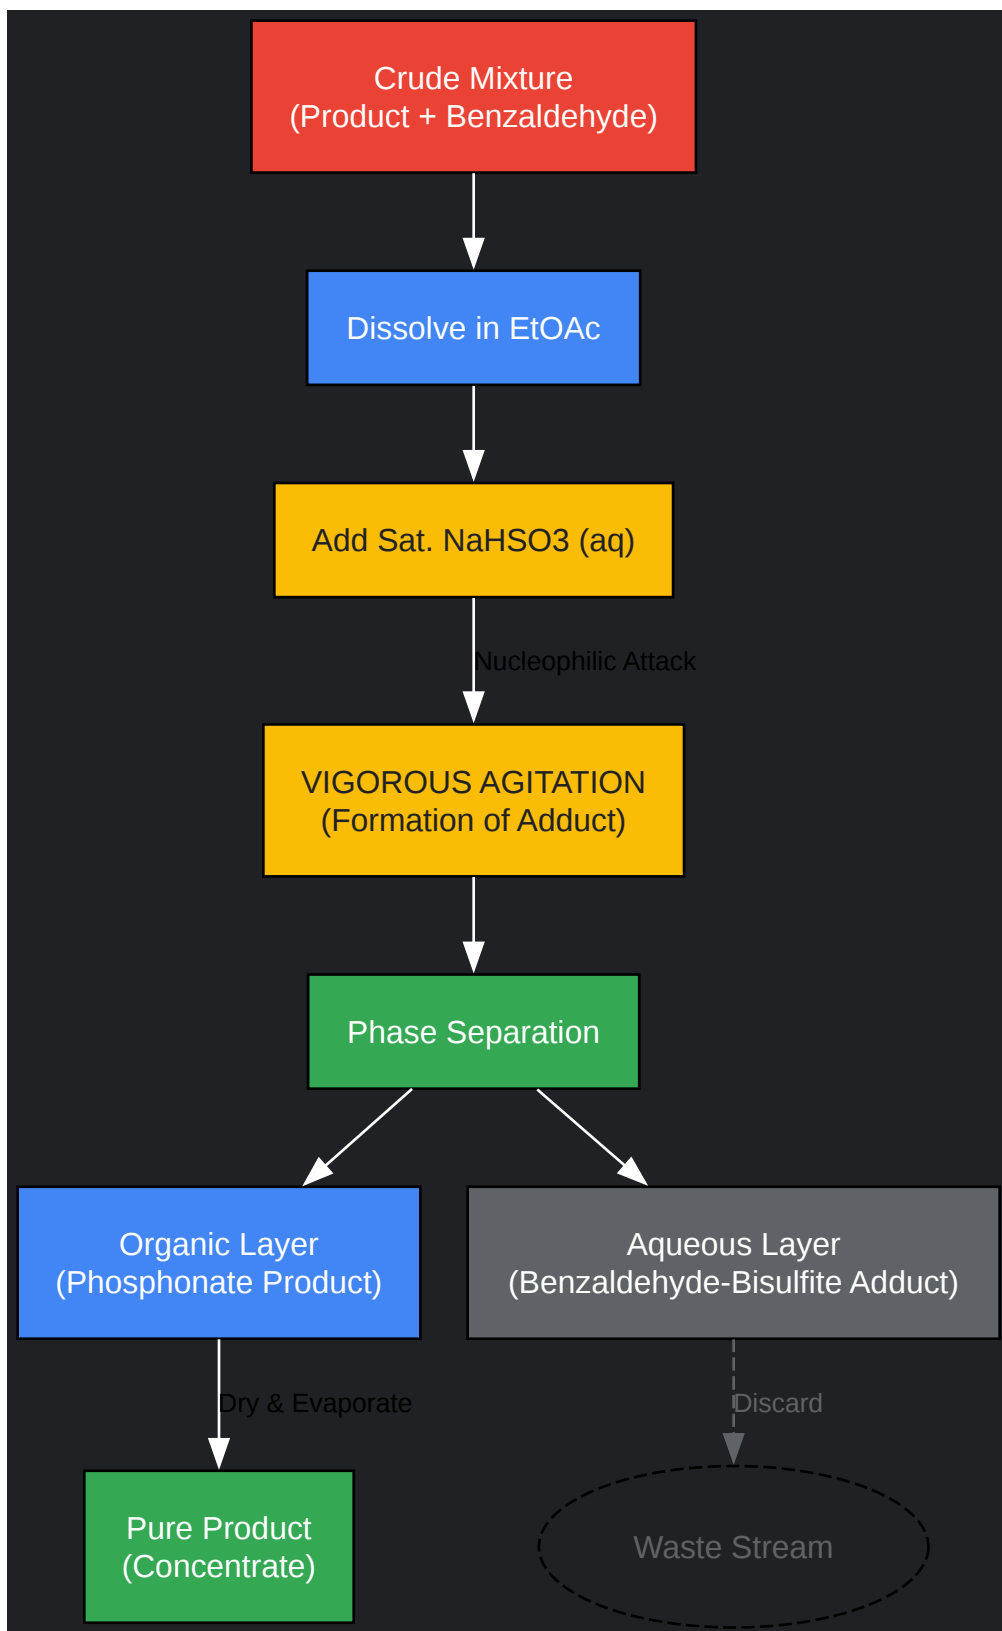 Crude Mixture
(Product + Benzaldehyde)
Dissolve in EtOAc
Add Sat. NaHSO3 (aq)
Nucleophilic Attack
VIGOROUS AGITATION
(Formation of Adduct)
Phase Separation
Organic Layer
(Phosphonate Product)
Aqueous Layer
(Benzaldehyde-Bisulfite Adduct)
Dry & Evaporate
Discard
Pure Product
(Concentrate)
Waste Stream